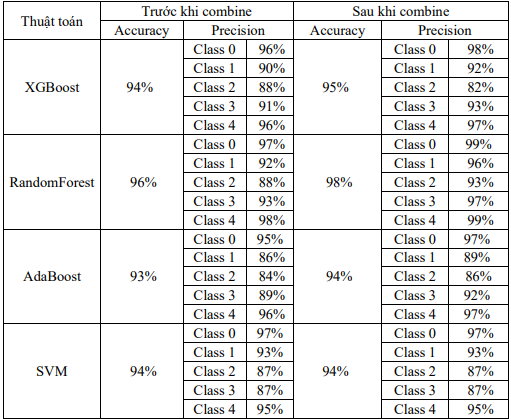 Thuật toán Trước khi combine Sau khi combine
Accuracy Precision Accuracy Precision
XGBoost 94% Class 0 96% 95% Class 0 98%
Class 1 90% Class 1 92%
Class 2 88% Class 2 82%
Class 3 91% Class 3 93%
Class 4 96% Class 4 97%
RandomForest 96% Class 0 97% 98% Class 0 99%
Class 1 92% Class 1 96%
Class 2 88% Class 2 93%
Class 3 93% Class 3 97%
Class 4 98% Class 4 99%
AdaBoost 93% Class 0 95% 94% Class 0 97%
Class 1 86% Class 1 89%
Class 2 84% Class 2 86%
Class 3 89% Class 3 92%
Class 4 96% Class 4 97%
SVM 94% Class 0 97% 94% Class 0 97%
Class 1 93% Class 1 93%
Class 2 87% Class 2 87%
Class 3 87% Class 3 87%
Class 4 95% Class 4 95%